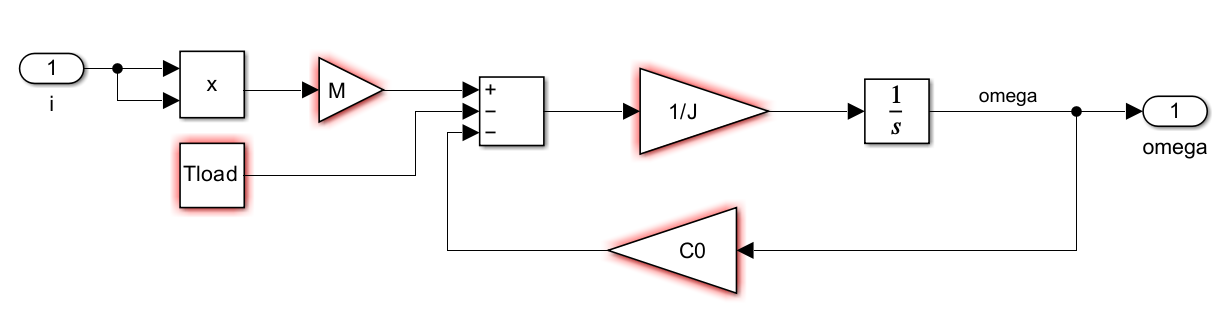 1
i
x
M
Tload
+
−
−
1/J
1
s
omega
1
omega
C0